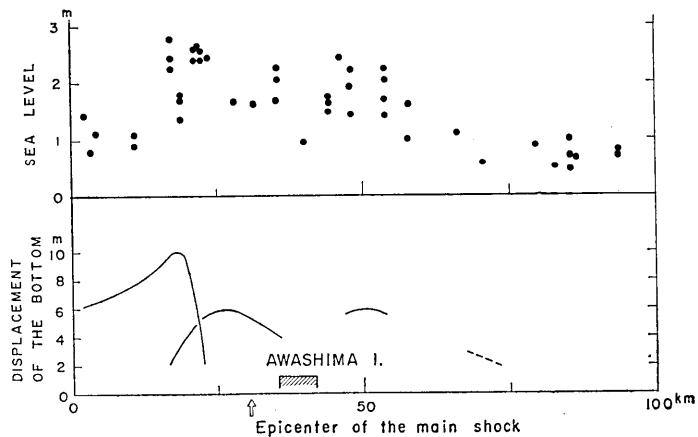 m
3
2
1
0
SEA LEVEL
m
10
8
6
4
2
0
DISPLACEMENT
OF THE BOTTOM
AWASHIMA I.
0
50
100km
Epicenter of the main shock